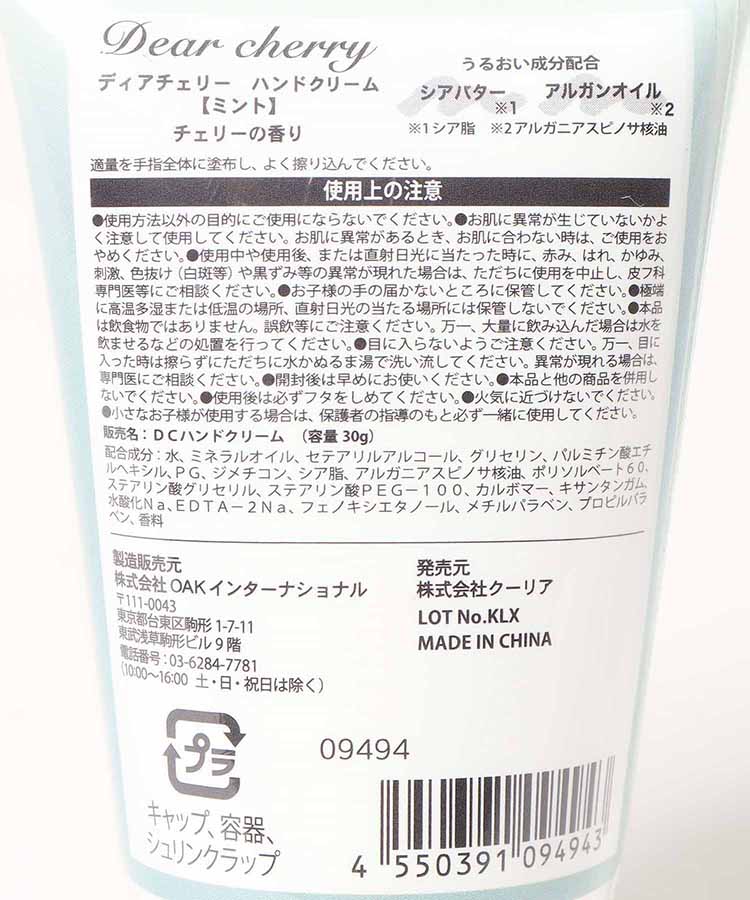 Dear cherry
ディアチェリー ハンドクリーム
【ミント】
チェリーの香り
うるおい成分配合
シアバター※1 アルガンオイル※2
※1シア脂 ※2アルガニアスピノサ核油
適量を手指全体に塗布し、よく擦り込んでください。
使用上の注意
●使用方法以外の目的にご使用にならないでください。●お肌に異常が生じていないかよ
く注意して使用してください。お肌に異常があるとき、お肌に合わない時は、ご使用をお
やめください。●使用中や使用後、または直射日光に当たった時に、赤み、はれ、かゆみ、
刺激、色抜け（白斑等）や黒ずみ等の異常が現れた場合は、ただちに使用を中止し、皮フ科
専門医等にご相談ください。●お子様の手の届かないところに保管してください。●極端
に高温多湿または低温の場所、直射日光の当たる場所には保管しないでください。●本品
は飲食物ではありません。誤飲等にご注意ください。万一、大量に飲み込んだ場合は水を
飲ませるなどの処置を行ってください。●目に入らないようご注意ください。万一、目に
入った時は擦らずにただちに水かぬるま湯で洗い流してください。異常が現れる場合は、
専門医にご相談ください。●開封後は早めにお使いください。●本品と他の商品を併用し
ないでください。●使用後は必ずフタをしめてください。●火気に近づけないでください。
●小さなお子様が使用する場合は、保護者の指導のもと必ず一緒に使用してください。
販売名：ＤＣハンドクリーム （容量 30g）
配合成分：水、ミネラルオイル、セテアリルアルコール、グリセリン、パルミチン酸エチ
ルヘキシル、ＰＧ、ジメチコン、シア脂、アルガニアスピノサ核油、ポリソルベート６０、
ステアリン酸グリセリル、ステアリン酸ＰＥＧ－１００、カルボマー、キサンタンガム、
水酸化Ｎａ、ＥＤＴＡ－２Ｎａ、フェノキシエタノール、メチルパラベン、プロピルパラ
ベン、香料
製造販売元
株式会社 OAKインターナショナル
〒111-0043
東京都台東区駒形 1-7-11
東武浅草駒形ビル９階
電話番号：03-6284-7781
（10:00〜16:00 土・日・祝日は除く）
発売元
株式会社クーリア
LOT No.KLX
MADE IN CHINA
プラ
キャップ、容器、
シュリンクラップ
09494
4 550391 094943